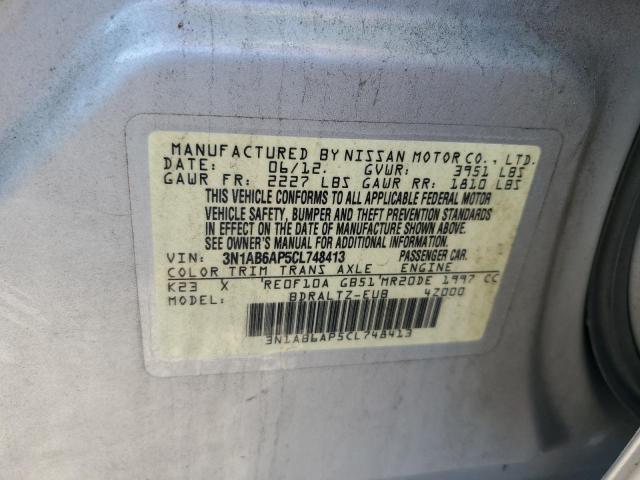 MANUFACTURED BY NISSAN MOTOR CO., LTD.
DATE: 06/12. GVWR: 3951 LBS
GAWR FR: 2227 LBS GAWR RR: 1810 LBS
THIS VEHICLE CONFORMS TO ALL APPLICABLE FEDERAL MOTOR
VEHICLE SAFETY, BUMPER AND THEFT PREVENTION STANDARDS
IN EFFECT ON THE DATE OF MANUFACTURE SHOWN ABOVE.
SEE OWNER'S MANUAL FOR ADDITIONAL INFORMATION.
VIN: 3N1AB6AP5CL748413 PASSENGER CAR.
COLOR TRIM TRANS AXLE ENGINE
K23 X RE0F10A GB51 MR20DE 1997 CC
MODEL: BDRALTZ-EUB 4Z000
3N1AB6AP5CL748413